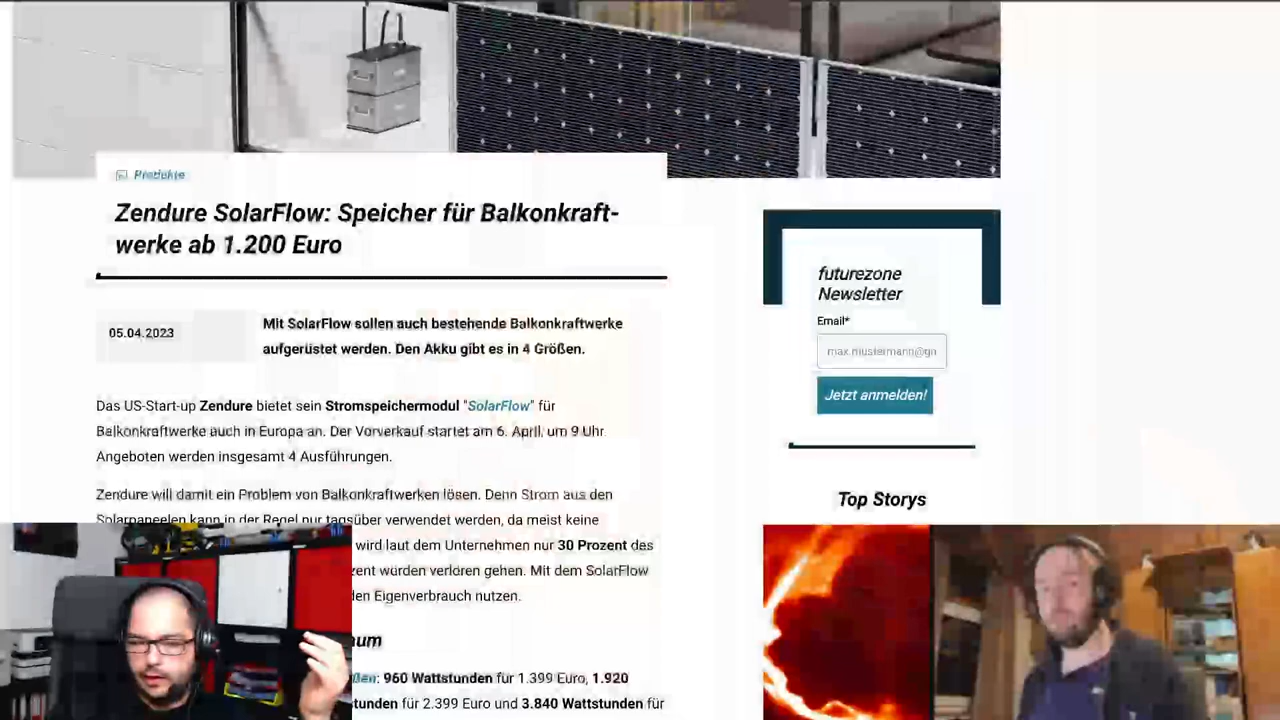 Produkte
Zendure SolarFlow: Speicher für Balkonkraft-
werke ab 1.200 Euro
05.04.2023
Mit SolarFlow sollen auch bestehende Balkonkraftwerke
aufgerüstet werden. Den Akku gibt es in 4 Größen.
Das US-Start-up Zendure bietet sein Stromspeichermodul "SolarFlow" für
Balkonkraftwerke auch in Europa an. Der Vorverkauf startet am 6. April, um 9 Uhr.
Angeboten werden insgesamt 4 Ausführungen.
Zendure will damit ein Problem von Balkonkraftwerken lösen. Denn Strom aus den
Solarpaneelen kann in der Regel nur tagsüber verwendet werden, da meist keine
wird laut dem Unternehmen nur 30 Prozent des
zent würden verloren gehen. Mit dem SolarFlow
den Eigenverbrauch nutzen.
aum
ßen: 960 Wattstunden für 1.399 Euro, 1.920
tunden für 2.399 Euro und 3.840 Wattstunden für
futurezone
Newsletter
Email*
max.mustermann@gn
Jetzt anmelden!
Top Storys